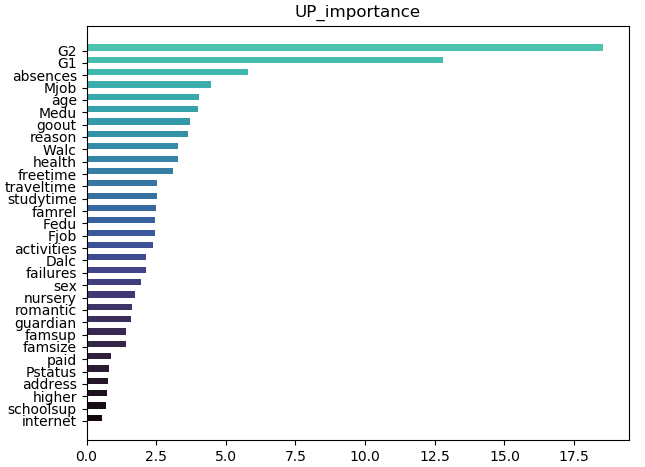 UP_importance
G2
G1
absences
Mjob
age
Medu
goout
reason
Walc
health
freetime
traveltime
studytime
famrel
Fedu
Fjob
activities
Dalc
failures
sex
nursery
romantic
guardian
famsup
famsize
paid
Pstatus
address
higher
schoolsup
internet
0.0 2.5 5.0 7.5 10.0 12.5 15.0 17.5